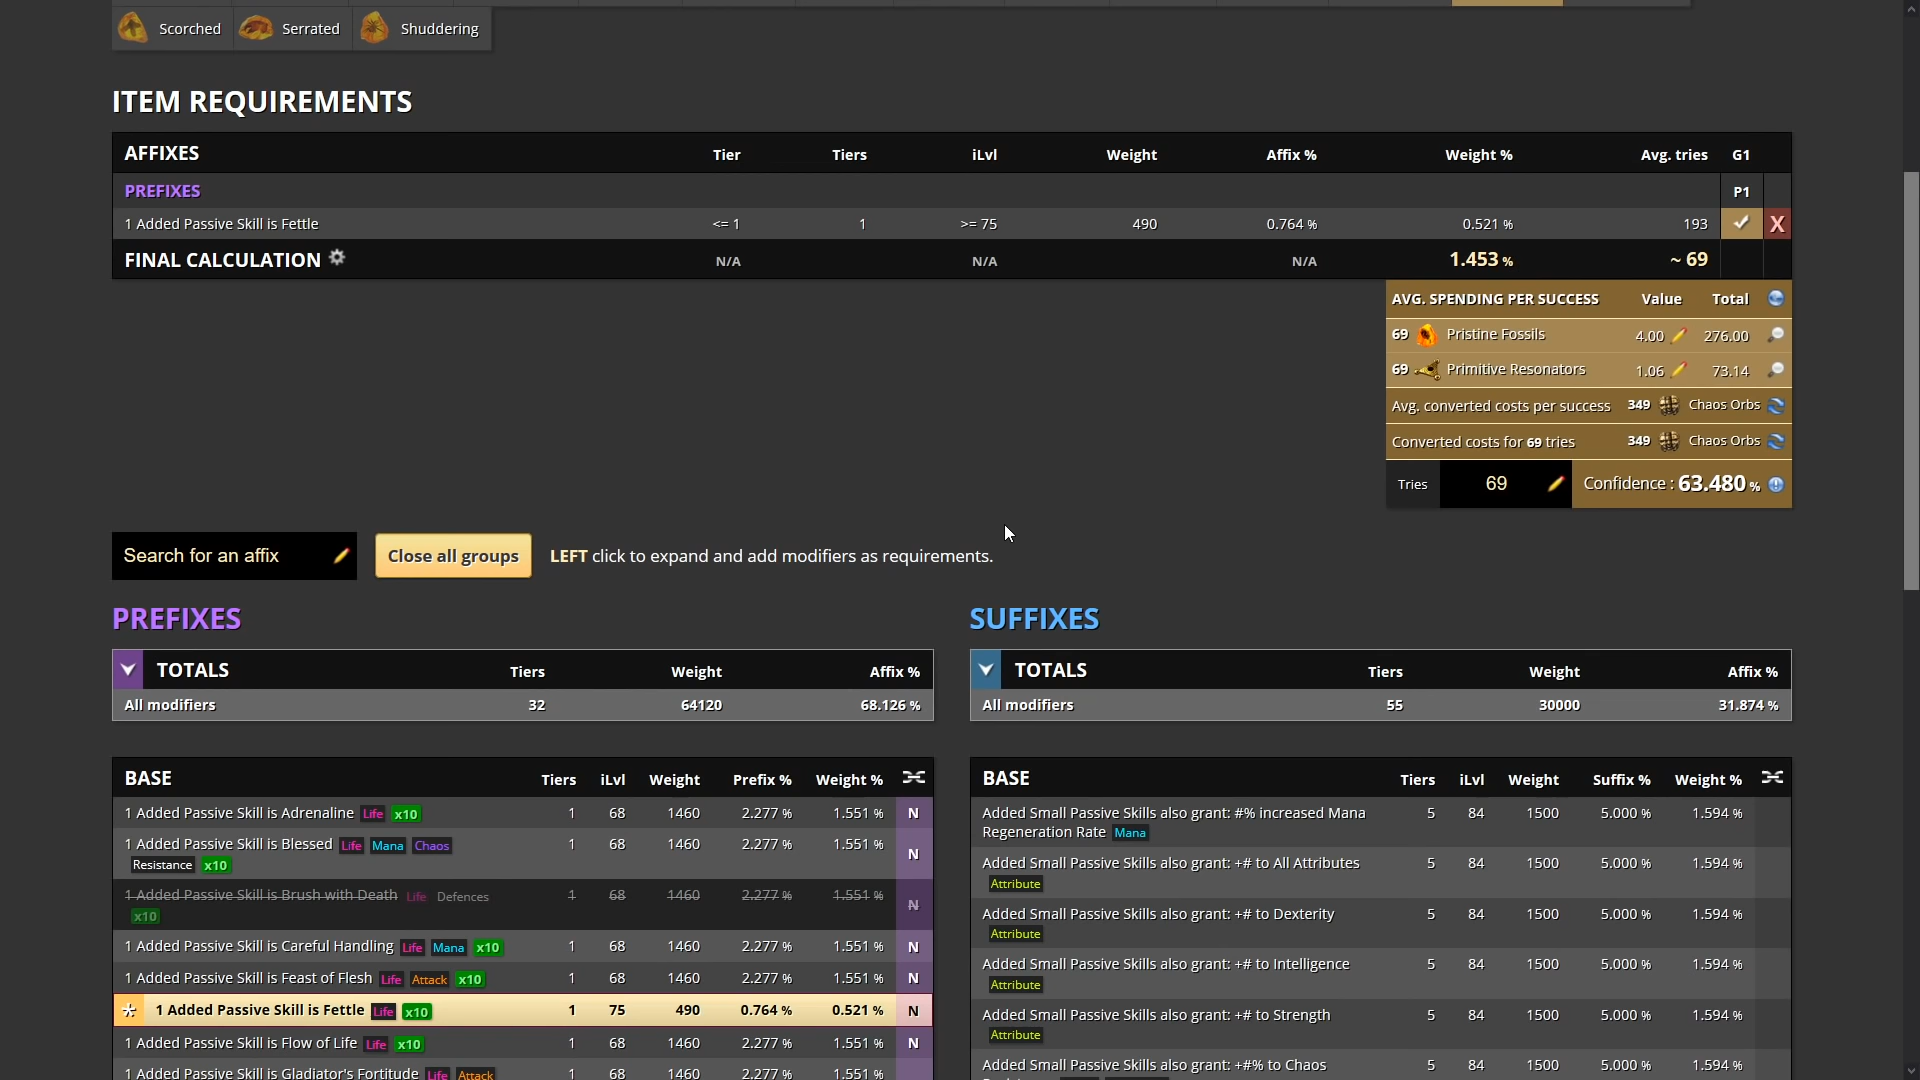 Scorched Serrated Shuddering
ITEM REQUIREMENTS
AFFIXES Tier Tiers iLvl Weight Affix % Weight % Avg. tries G1
PREFIXES P1
1 Added Passive Skill is Fettle <= 1 1 >= 75 490 0.764 % 0.521 % 193 X
FINAL CALCULATION N/A N/A N/A 1.453 % ~ 69
AVG. SPENDING PER SUCCESS Value Total
69 Pristine Fossils 4.00 276.00
69 Primitive Resonators 1.06 73.14
Avg. converted costs per success 349 Chaos Orbs
Converted costs for 69 tries 349 Chaos Orbs
Tries 69 Confidence : 63.480 %
Search for an affix Close all groups LEFT click to expand and add modifiers as requirements.
PREFIXES
TOTALS Tiers Weight Affix %
All modifiers 32 64120 68.126 %
BASE Tiers iLvl Weight Prefix % Weight %
1 Added Passive Skill is Adrenaline Life x10 1 68 1460 2.277 % 1.551 % N
1 Added Passive Skill is Blessed Life Mana Chaos 1 68 1460 2.277 % 1.551 % N
Resistance x10
1 Added Passive Skill is Brush with Death Life Defences 1 68 1460 2.277 % 1.551 % N
x10
1 Added Passive Skill is Careful Handling Life Mana x10 1 68 1460 2.277 % 1.551 % N
1 Added Passive Skill is Feast of Flesh Life Attack x10 1 68 1460 2.277 % 1.551 % N
* 1 Added Passive Skill is Fettle Life x10 1 75 490 0.764 % 0.521 % N
1 Added Passive Skill is Flow of Life Life x10 1 68 1460 2.277 % 1.551 % N
1 Added Passive Skill is Gladiator's Fortitude Life Attack 1 68 1460 2.277 % 1.551 %
SUFFIXES
TOTALS Tiers Weight Affix %
All modifiers 55 30000 31.874 %
BASE Tiers iLvl Weight Suffix % Weight %
Added Small Passive Skills also grant: #% increased Mana 5 84 1500 5.000 % 1.594 %
Regeneration Rate Mana
Added Small Passive Skills also grant: +# to All Attributes 5 84 1500 5.000 % 1.594 %
Attribute
Added Small Passive Skills also grant: +# to Dexterity 5 84 1500 5.000 % 1.594 %
Attribute
Added Small Passive Skills also grant: +# to Intelligence 5 84 1500 5.000 % 1.594 %
Attribute
Added Small Passive Skills also grant: +# to Strength 5 84 1500 5.000 % 1.594 %
Attribute
Added Small Passive Skills also grant: +#% to Chaos 5 84 1500 5.000 % 1.594 %